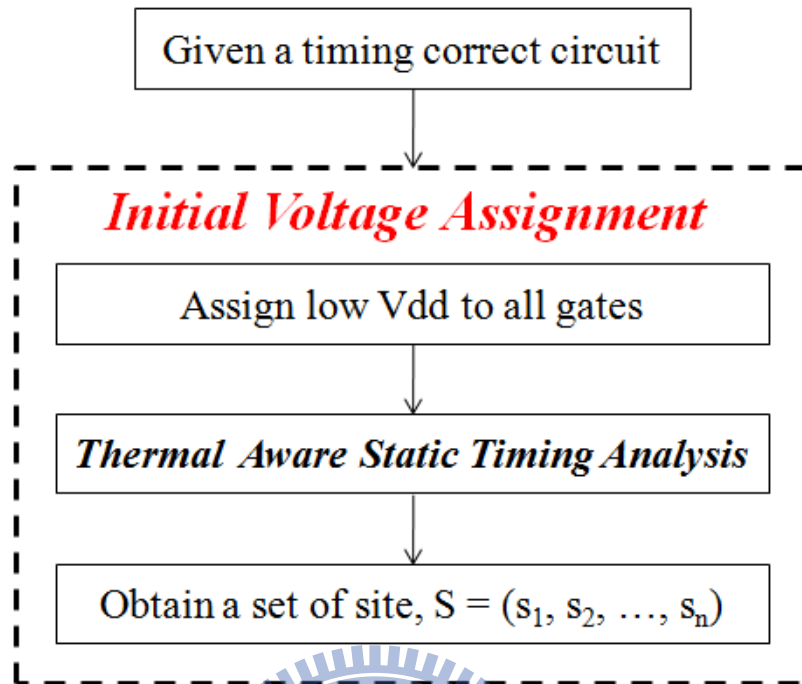 Given a timing correct circuit
Initial Voltage Assignment
Assign low Vdd to all gates
Thermal Aware Static Timing Analysis
Obtain a set of site, S = (s₁, s₂, …, sₙ)